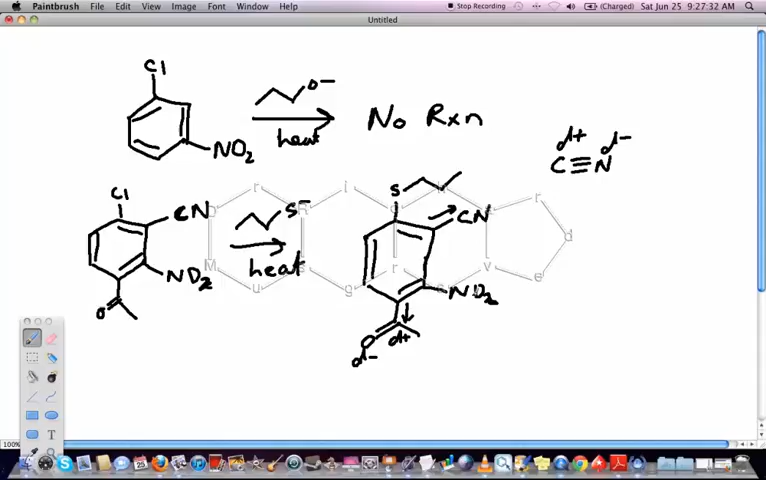 Paintbrush File Edit View Image Font Window Help Stop Recording (Charged) Sat Jun 25 9:27:32 AM
Untitled
Cl
O−
NO2
heat
No Rxn
d+ d−
C≡N
Cl
CN
S−
NO2
heat
O
S
CN
NO2
O
d− d+
M u s r g r i d r d e v
T
100%